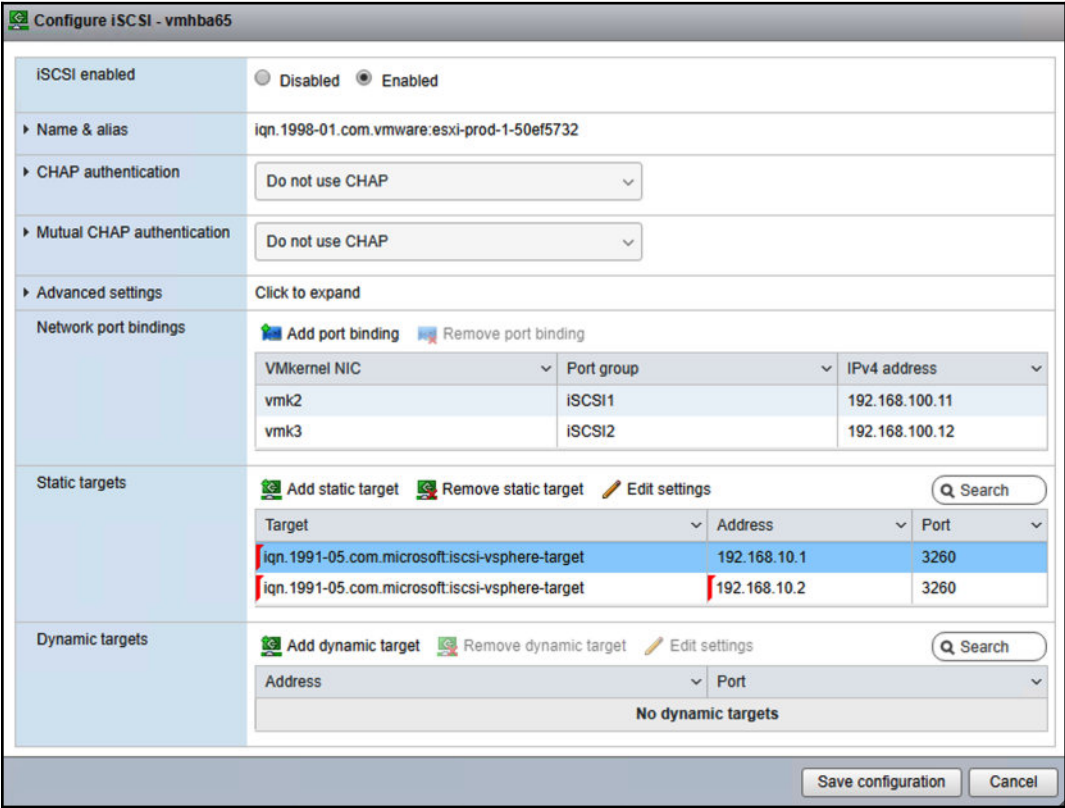 Configure iSCSI - vmhba65
iSCSI enabled
Disabled Enabled
Name & alias
iqn.1998-01.com.vmware:esxi-prod-1-50ef5732
CHAP authentication
Do not use CHAP
Mutual CHAP authentication
Do not use CHAP
Advanced settings
Click to expand
Network port bindings
Add port binding Remove port binding
VMkernel NIC Port group IPv4 address
vmk2 iSCSI1 192.168.100.11
vmk3 iSCSI2 192.168.100.12
Static targets
Add static target Remove static target Edit settings Search
Target Address Port
iqn.1991-05.com.microsoft:iscsi-vsphere-target 192.168.10.1 3260
iqn.1991-05.com.microsoft:iscsi-vsphere-target 192.168.10.2 3260
Dynamic targets
Add dynamic target Remove dynamic target Edit settings Search
Address Port
No dynamic targets
Save configuration Cancel